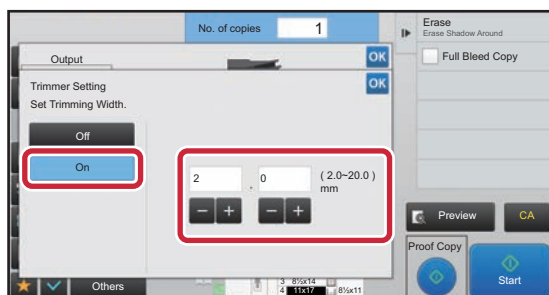 No. of copies 1
Erase
Erase Shadow Around
Full Bleed Copy
Output
OK
Trimmer Setting
OK
Set Trimming Width.
Off
On
2 . 0 ( 2.0~20.0 )
mm
Preview
CA
Proof Copy
Start
Others
3 8½x14
4 11x17
8½x11